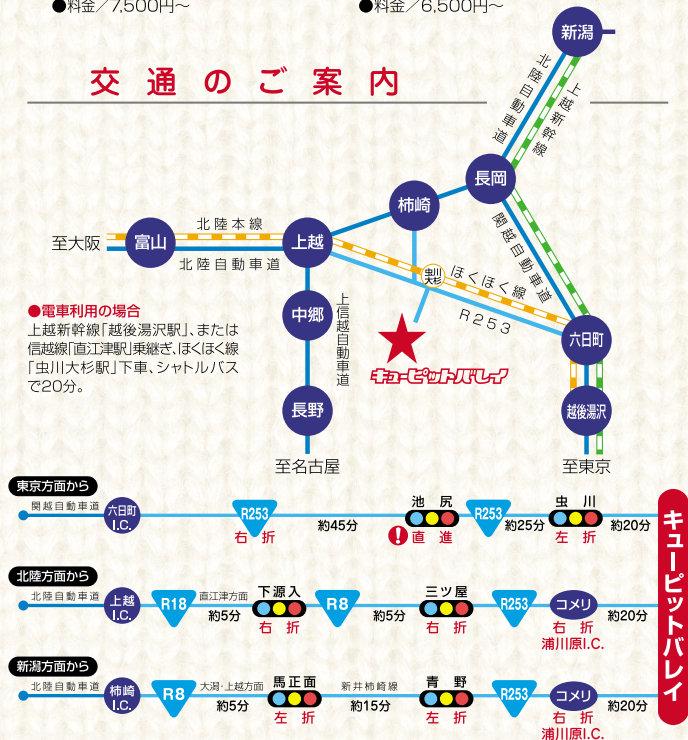 ●料金／7,500円〜
●料金／6,500円〜
交通のご案内
新潟
北陸自動車道
上越新幹線
長岡
柿崎
北陸本線
至大阪
富山
上越
北陸自動車道
関越自動車道
虫川
大杉
ほくほく線
R253
●電車利用の場合
上越新幹線「越後湯沢駅」、または
信越線「直江津駅」乗継ぎ、ほくほく線
「虫川大杉駅」下車、シャトルバス
で20分。
中郷
上信越自動車道
キューピットバレイ
六日町
長野
越後湯沢
至名古屋
至東京
東京方面から
関越自動車道
六日町
I.C.
R253
右折
約45分
池尻
!直進
R253
約25分
虫川
左折
約20分
北陸方面から
北陸自動車道
上越
I.C.
R18
直江津方面
約5分
下源入
右折
R8
約5分
三ツ屋
右折
R253
コメリ
右折
浦川原I.C.
約20分
新潟方面から
北陸自動車道
柿崎
I.C.
R8
大潟・上越方面
約5分
馬正面
左折
新井柿崎線
約15分
青野
左折
R253
コメリ
右折
浦川原I.C.
約20分
キューピットバレイ